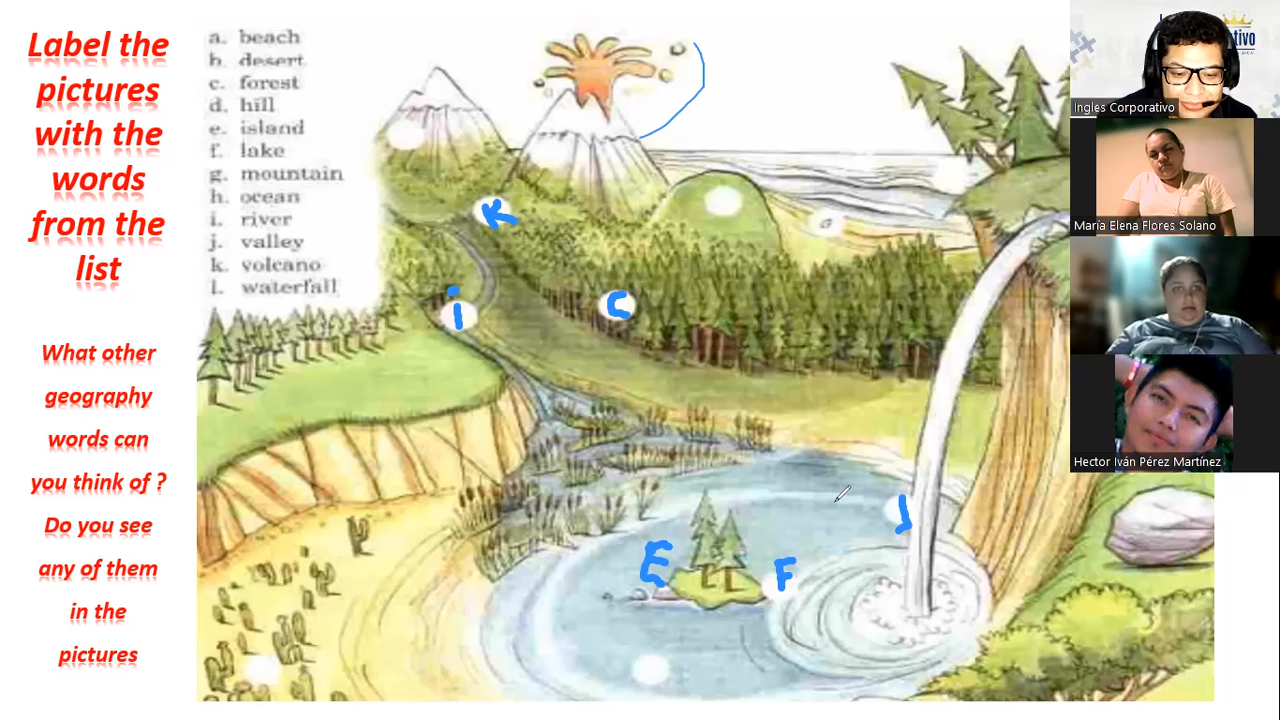 Label the
pictures
with the
words
from the
list
What other
geography
words can
you think of ?
Do you see
any of them
in the
pictures
a. beach
b. desert
c. forest
d. hill
e. island
f. lake
g. mountain
h. ocean
i. river
j. valley
k. volcano
l. waterfall
K
a
i
C
J
E
F
tivo
Ingles Corporativo
María Elena Flores Solano
Hector Iván Pérez Martínez